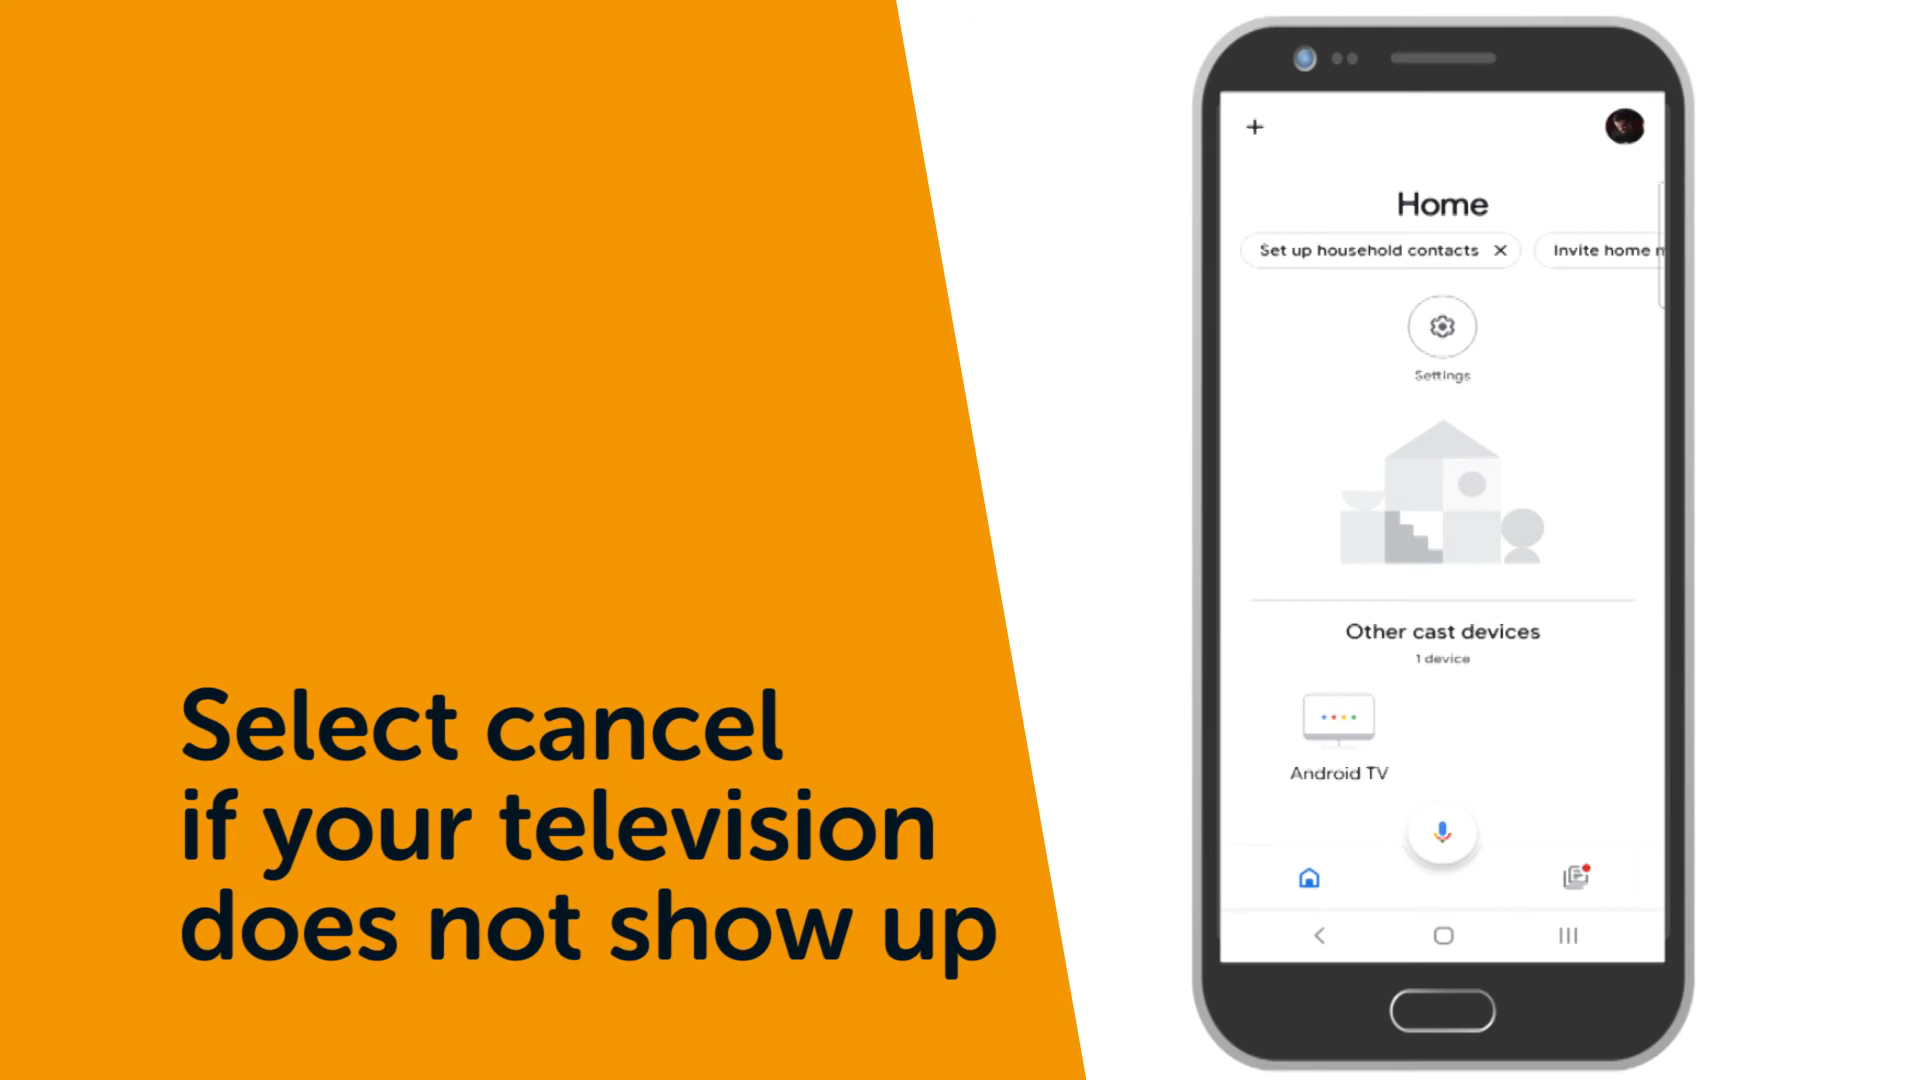 Select cancel
if your television
does not show up
Home
Set up household contacts
Invite home
Settings
Other cast devices
1 device
Android TV